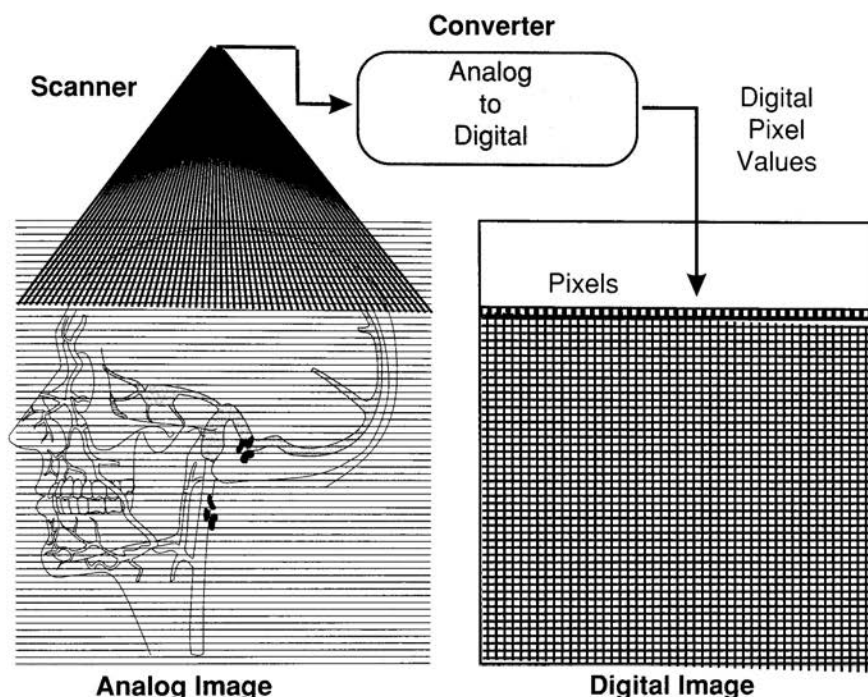 Converter
Scanner
Analog
to
Digital
Digital
Pixel
Values
Pixels
Analog Image
Digital Image